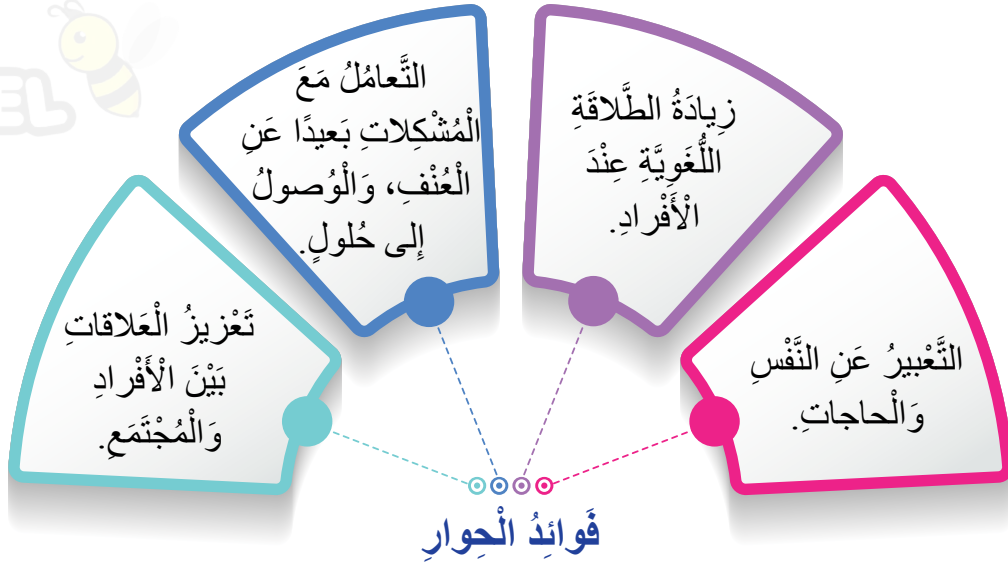 التَّعْبيرُ عَنِ النَّفْسِ
وَالْحاجاتِ.
زِيادَةُ الطَّلاقَةِ
اللُّغَوِيَّةِ عِنْدَ
الْأَفْرادِ.
التَّعامُلُ مَعَ
الْمُشْكِلاتِ بَعيدًا عَنِ
الْعُنْفِ، وَالْوُصولُ
إِلى حُلولٍ.
تَعْزيزُ الْعَلاقاتِ
بَيْنَ الْأَفْرادِ
وَالْمُجْتَمَعِ.
فَوائِدُ الْحِوارِ